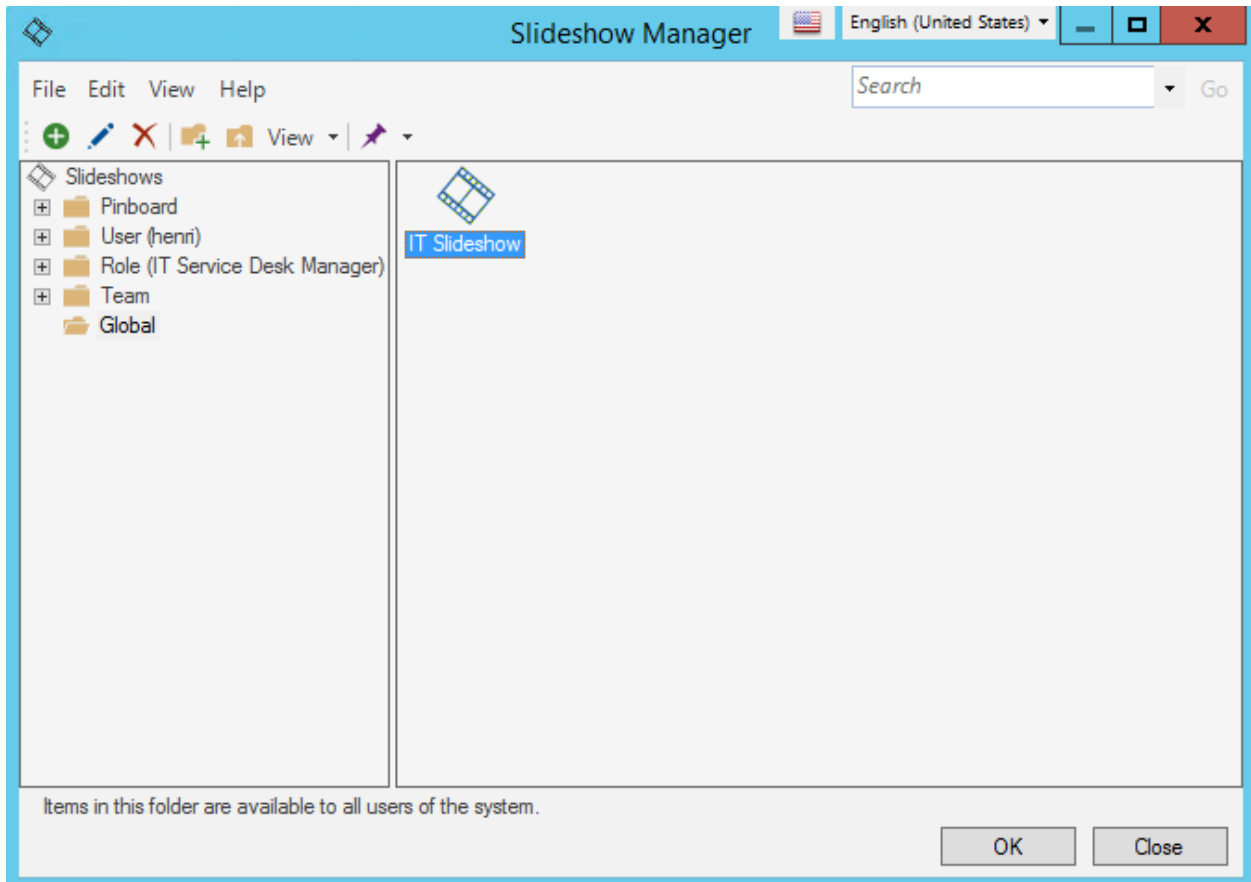 Slideshow Manager
English (United States)
File Edit View Help
Search
Go
View
Slideshows
Pinboard
User (henri)
Role (IT Service Desk Manager)
Team
Global
IT Slideshow
Items in this folder are available to all users of the system.
OK
Close